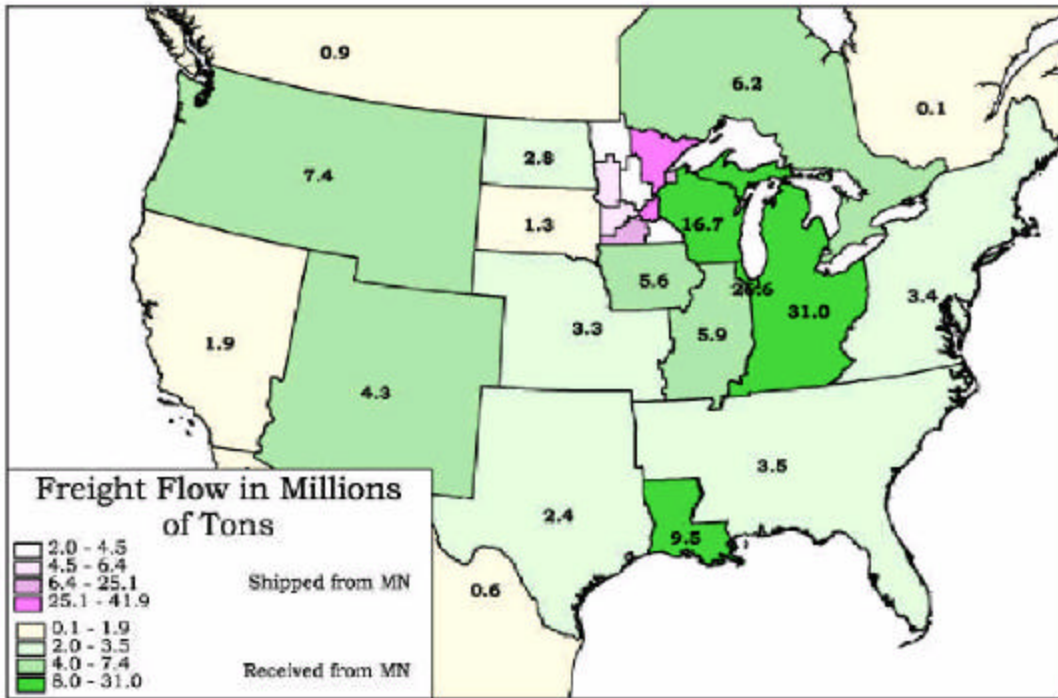 0.9
6.2
0.1
2.8
7.4
1.3
16.7
5.6
26.6
31.0
3.4
3.3
5.9
1.9
4.3
3.5
2.4
9.5
0.6
Freight Flow in Millions
of Tons
2.0 - 4.5
4.5 - 6.4
6.4 - 25.1
25.1 - 41.9
Shipped from MN
0.1 - 1.9
2.0 - 3.5
4.0 - 7.4
8.0 - 31.0
Received from MN